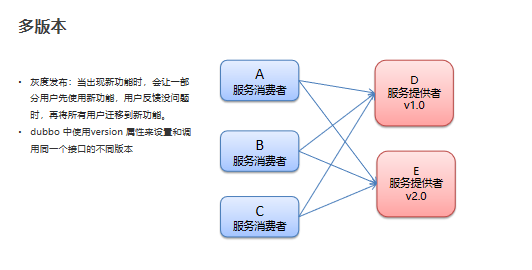 多版本
• 灰度发布：当出现新功能时，会让一部
分用户先使用新功能，用户反馈没问题
时，再将所有用户迁移到新功能。
• dubbo 中使用version 属性来设置和调
用同一个接口的不同版本
A
服务消费者
B
服务消费者
C
服务消费者
D
服务提供者
v1.0
E
服务提供者
v2.0